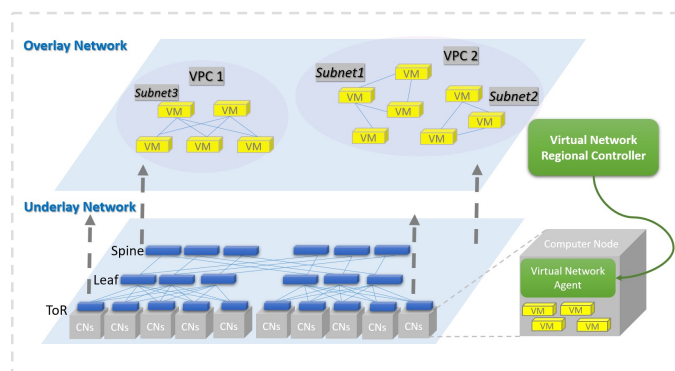 Overlay Network
VPC 1
VPC 2
Subnet3
Subnet1
Subnet2
VM
VM
VM
VM
VM
VM
VM
VM
VM
VM
VM
VM
Virtual Network
Regional Controller
Underlay Network
Spine
Leaf
ToR
CNs
CNs
CNs
CNs
CNs
CNs
CNs
CNs
CNs
CNs
Computer Node
Virtual Network
Agent
VM
VM
VM
VM